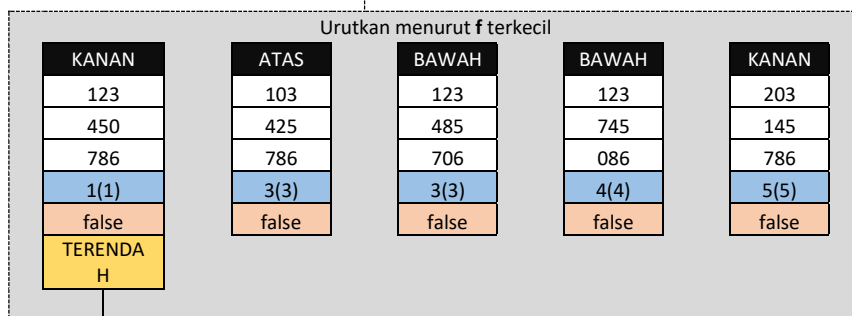 Urutkan menurut f terkecil
KANAN ATAS BAWAH BAWAH KANAN
123 103 123 123 203
450 425 485 745 145
786 786 706 086 786
1(1) 3(3) 3(3) 4(4) 5(5)
false false false false false
TERENDA
H